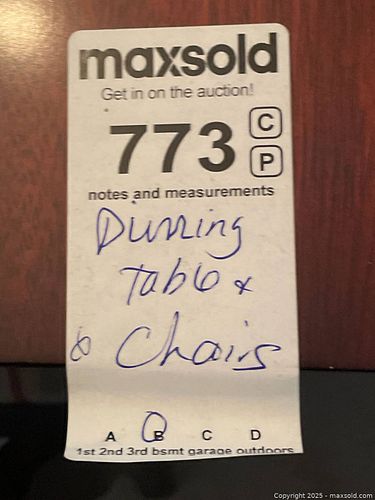 maxsold
Get in on the auction!
773 C
P
notes and measurements
Dinning
Table &
6 Chairs
A B C D
1st 2nd 3rd bsmt garage outdoors
Copyright 2025 - maxsold.com